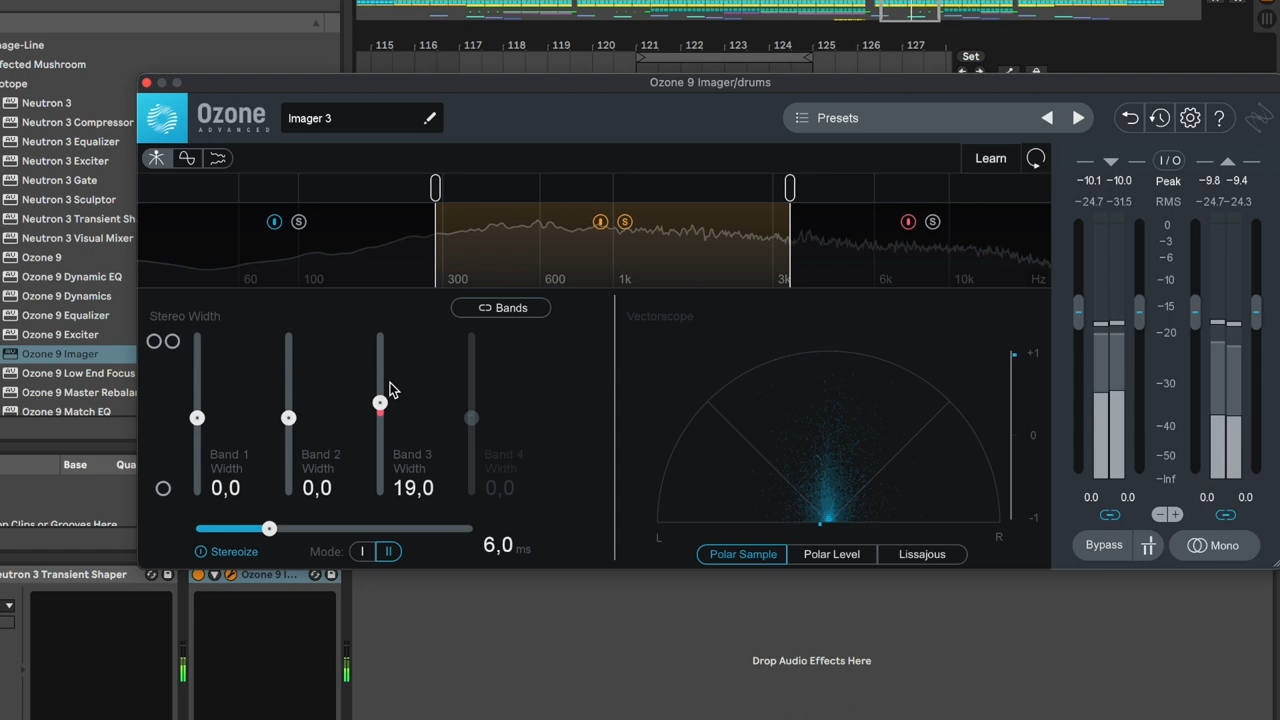 115 116 117 118 119 120 121 122 123 124 125 126 127
Set
mage-Line
ffected Mushroom
otope
Neutron 3
Neutron 3 Compressor
Neutron 3 Equalizer
Neutron 3 Exciter
Neutron 3 Gate
Neutron 3 Sculptor
Neutron 3 Transient Sh
Neutron 3 Visual Mixer
Ozone 9
Ozone 9 Dynamic EQ
Ozone 9 Dynamics
Ozone 9 Equalizer
Ozone 9 Exciter
Ozone 9 Imager
Ozone 9 Low End Focus
Ozone 9 Master Rebala
Ozone 9 Match EQ
Base Qua
op Clips or Grooves Here
Ozone 9 Imager/drums
Ozone
ADVANCED
Imager 3
Presets
?
Learn
S S S
60 100 300 600 1k 3k 6k 10k Hz
Bands
Stereo Width
Band 1
Width
0,0
Band 2
Width
0,0
Band 3
Width
19,0
Band 4
Width
0,0
Stereoize
Mode: I II
6,0 ms
Vectorscope
+1
0
-1
L R
Polar Sample Polar Level Lissajous
I/O
-10.1 -10.0 Peak -9.8 -9.4
-24.7 -31.5 RMS -24.7 -24.3
0
-3
-6
-10
-15
-20
-30
-40
-50
-Inf
0.0 0.0 0.0 0.0
Bypass Mono
eutron 3 Transient Shaper
Ozone 9 I...
Drop Audio Effects Here